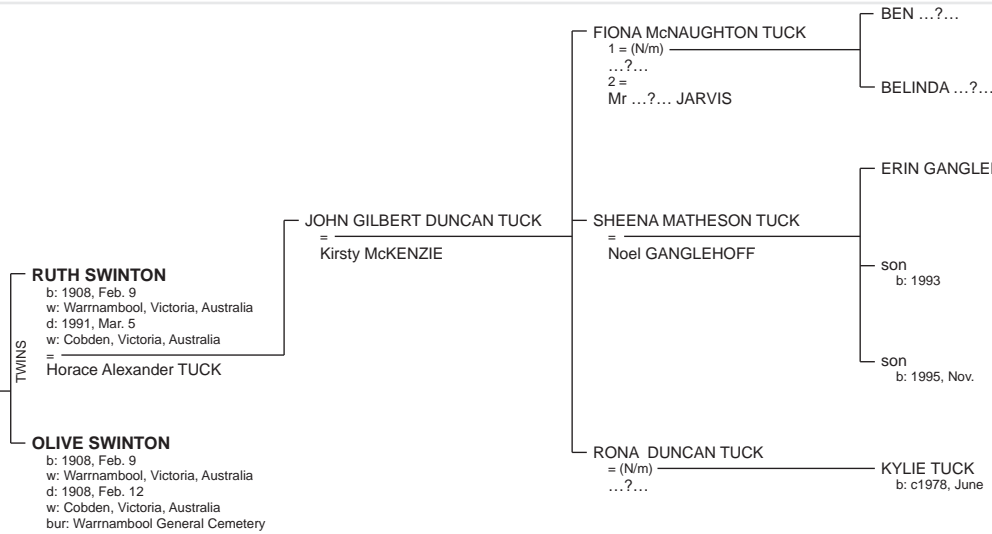 BEN …?…
FIONA McNAUGHTON TUCK
1 = (N/m)
…?…
2 =
Mr …?… JARVIS
BELINDA …?…
ERIN GANGLE
JOHN GILBERT DUNCAN TUCK
=
Kirsty McKENZIE
SHEENA MATHESON TUCK
=
Noel GANGLEHOFF
son
b: 1993
TWINS
RUTH SWINTON
b: 1908, Feb. 9
w: Warrnambool, Victoria, Australia
d: 1991, Mar. 5
w: Cobden, Victoria, Australia
=
Horace Alexander TUCK
son
b: 1995, Nov.
OLIVE SWINTON
b: 1908, Feb. 9
w: Warrnambool, Victoria, Australia
d: 1908, Feb. 12
w: Cobden, Victoria, Australia
bur: Warrnambool General Cemetery
RONA  DUNCAN TUCK
= (N/m)
…?…
KYLIE TUCK
b: c1978, June